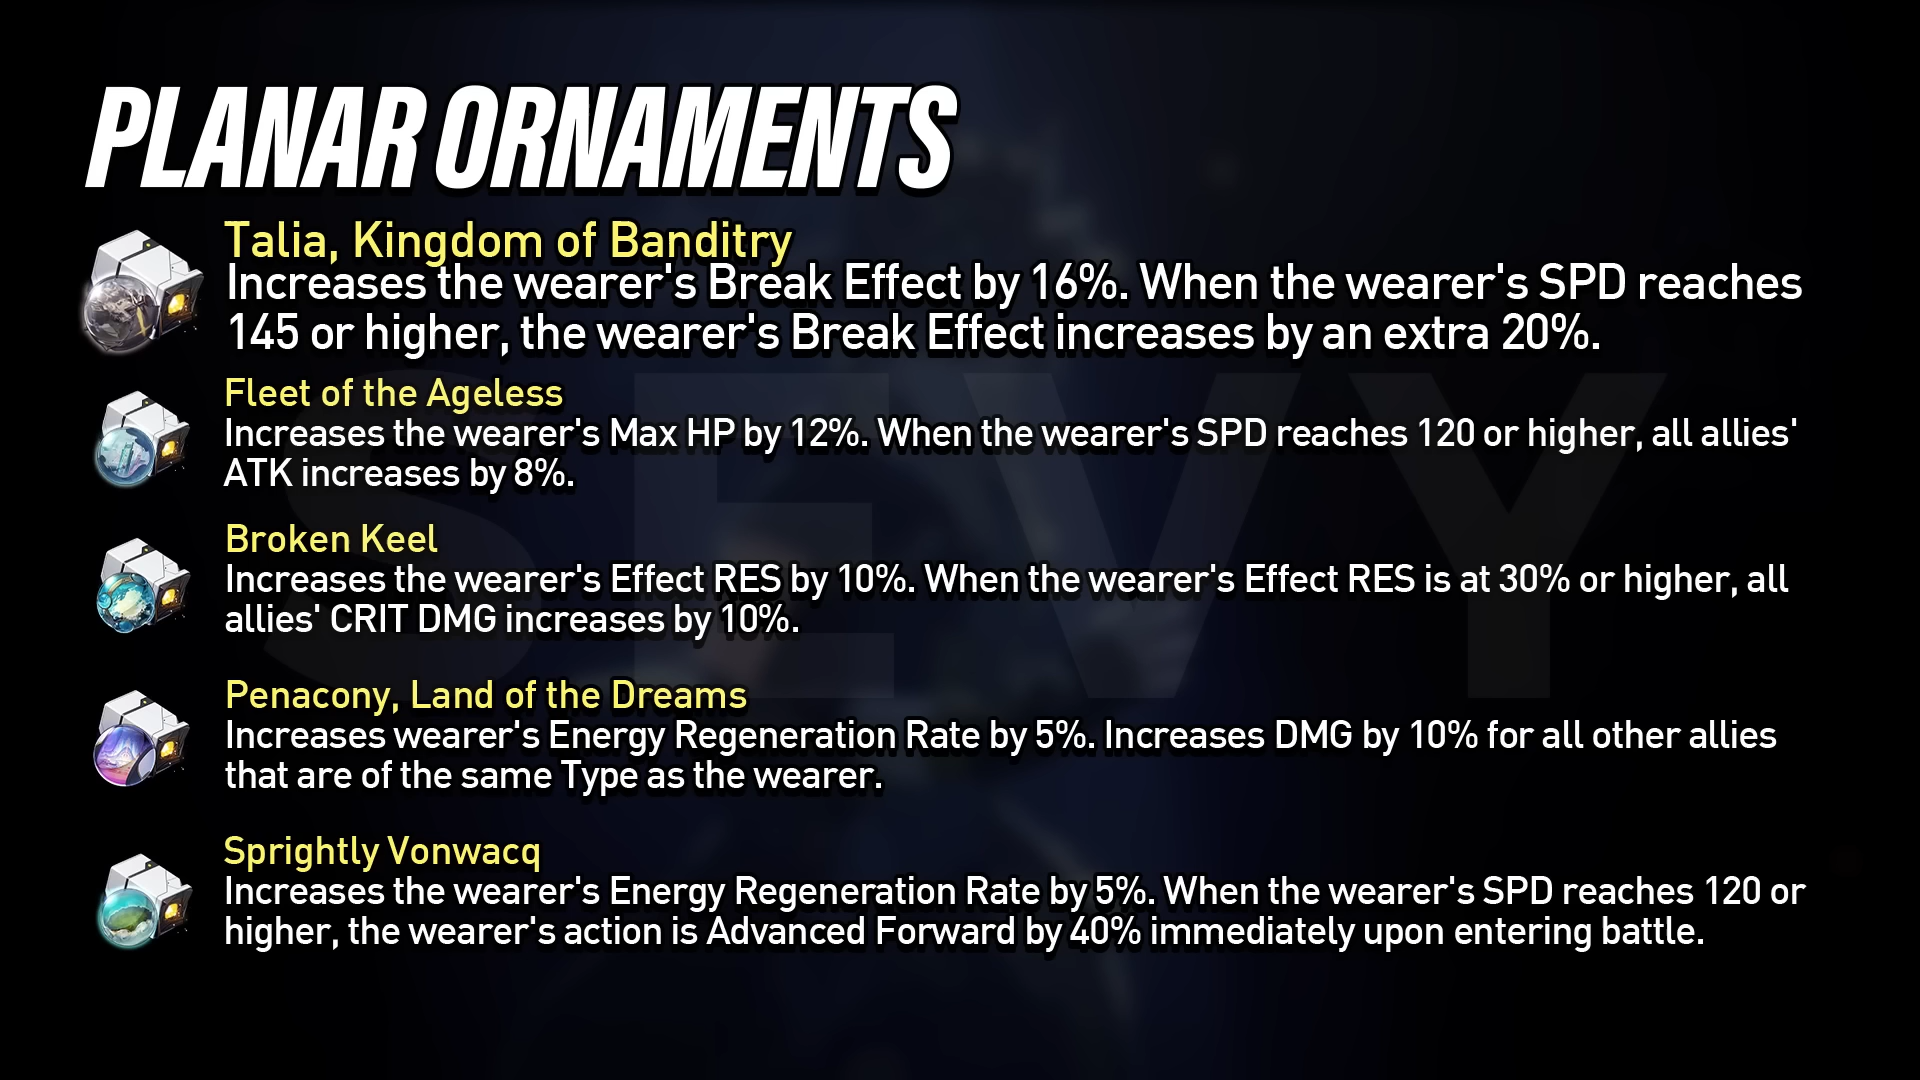 PLANAR ORNAMENTS
Talia, Kingdom of Banditry
Increases the wearer's Break Effect by 16%. When the wearer's SPD reaches
145 or higher, the wearer's Break Effect increases by an extra 20%.
Fleet of the Ageless
Increases the wearer's Max HP by 12%. When the wearer's SPD reaches 120 or higher, all allies'
ATK increases by 8%.
Broken Keel
Increases the wearer's Effect RES by 10%. When the wearer's Effect RES is at 30% or higher, all
allies' CRIT DMG increases by 10%.
Penacony, Land of the Dreams
Increases wearer's Energy Regeneration Rate by 5%. Increases DMG by 10% for all other allies
that are of the same Type as the wearer.
Sprightly Vonwacq
Increases the wearer's Energy Regeneration Rate by 5%. When the wearer's SPD reaches 120 or
higher, the wearer's action is Advanced Forward by 40% immediately upon entering battle.
SEVY